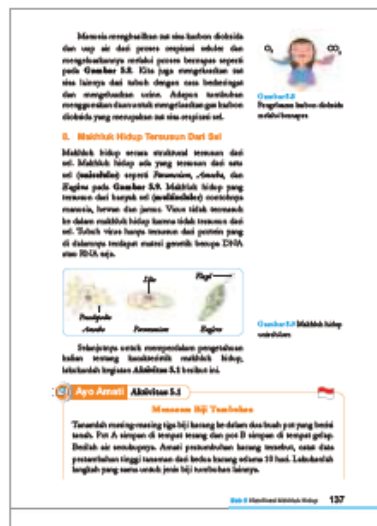 Manusia menghasilkan zat sisa karbon dioksida
dan uap air dari proses respirasi seluler dan
mengeluarkannya melalui proses bernapas seperti
pada Gambar 5.8. Kita juga mengeluarkan zat
sisa lainnya dari tubuh dengan cara berkeringat
dan mengeluarkan urine. Adapun tumbuhan
menggunakan daun untuk mengeluarkan gas karbon
dioksida yang merupakan zat sisa respirasi sel.
O₂
CO₂
Gambar 5.8
Pengeluaran karbon dioksida
melalui bernapas
8. Makhluk Hidup Tersusun Dari Sel
Makhluk hidup secara struktural tersusun dari
sel. Makhluk hidup ada yang tersusun dari satu
sel (uniseluler) seperti Paramecium, Amoeba, dan
Euglena pada Gambar 5.9. Makhluk hidup yang
tersusun dari banyak sel (multiseluler) contohnya
manusia, hewan dan jamur. Virus tidak termasuk
ke dalam makhluk hidup karena tidak tersusun dari
sel. Tubuh virus hanya tersusun dari protein yang
di dalamnya terdapat materi genetik berupa DNA
atau RNA saja.
Pseudopodia
Silia
Flagel
Amoeba
Paramecium
Euglena
Gambar 5.9 Makhluk hidup
uniseluler
Selanjutnya untuk memperdalam pengetahuan
kalian tentang karakteristik makhluk hidup,
lakukanlah kegiatan Aktivitas 5.1 berikut ini.
Ayo Amati Aktivitas 5.1
Menanam Biji Tumbuhan
Tanamlah masing-masing tiga biji kacang ke dalam dua buah pot yang berisi
tanah. Pot A simpan di tempat terang dan pot B simpan di tempat gelap.
Berilah air secukupnya. Amati pertumbuhan kacang tersebut, catat data
pertambahan tinggi tanaman dari kedua kacang selama 10 hari. Lakukanlah
langkah yang sama untuk jenis biji tumbuhan lainnya.
Bab 5 Klasifikasi Makhluk Hidup 137